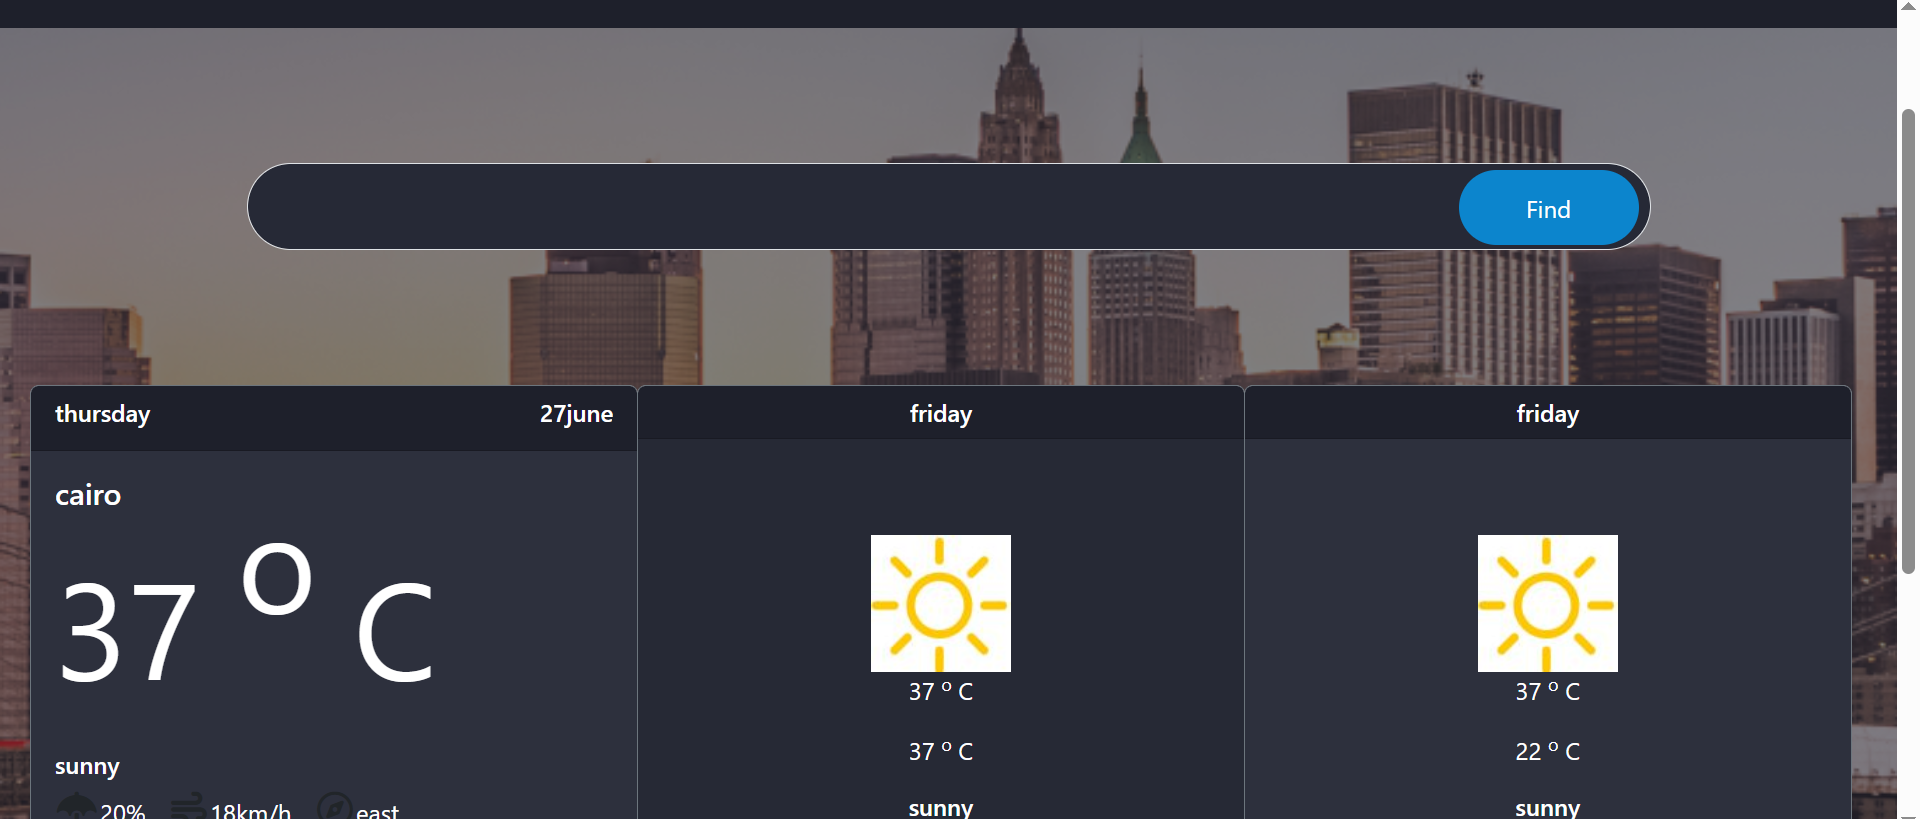 Find
thursday 27june
cairo
37 o C
sunny
20% 18km/h east
friday
37 o C
37 o C
sunny
friday
37 o C
22 o C
sunny